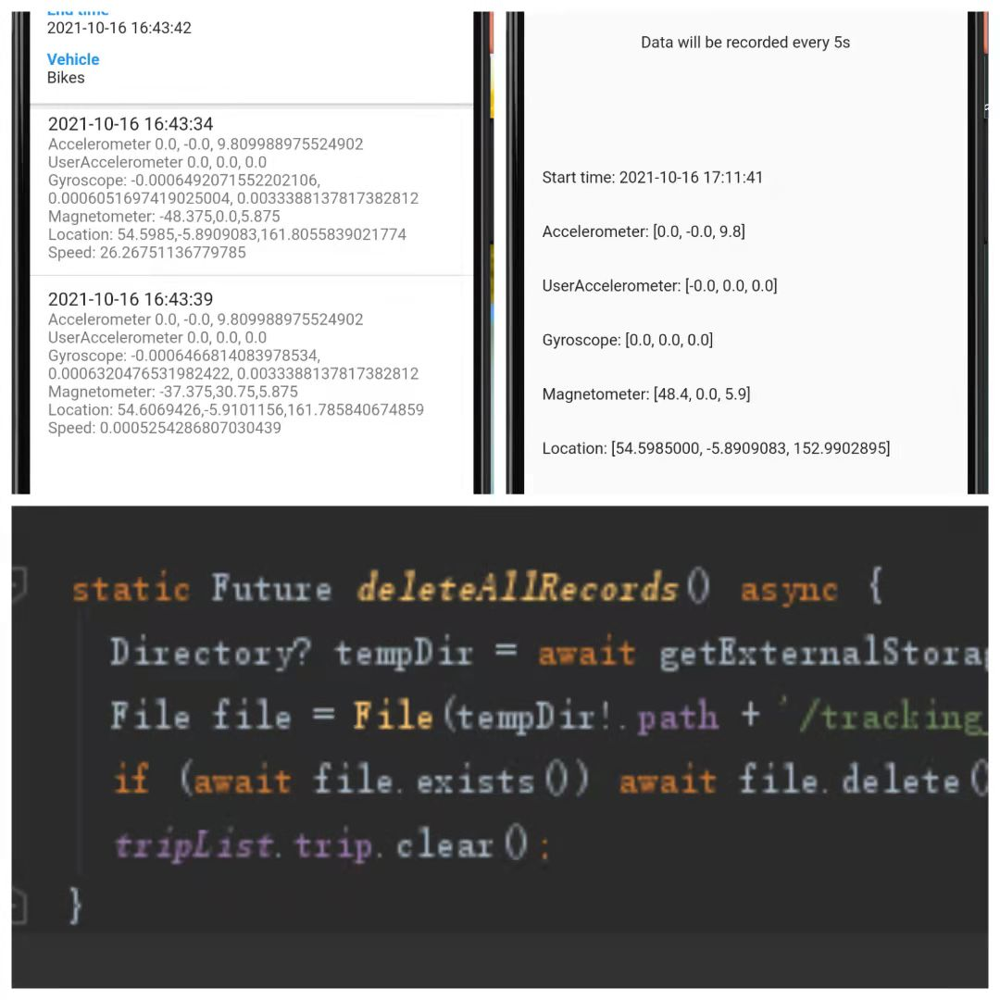 End time
2021-10-16 16:43:42
Vehicle
Bikes
2021-10-16 16:43:34
Accelerometer 0.0, -0.0, 9.809988975524902
UserAccelerometer 0.0, 0.0, 0.0
Gyroscope: -0.0006492071552202106,
0.0006051697419025004, 0.0033388137817382812
Magnetometer: -48.375,0.0,5.875
Location: 54.5985,-5.8909083,161.8055839021774
Speed: 26.26751136779785
2021-10-16 16:43:39
Accelerometer 0.0, -0.0, 9.809988975524902
UserAccelerometer 0.0, 0.0, 0.0
Gyroscope: -0.0006466814083978534,
0.0006320476531982422, 0.0033388137817382812
Magnetometer: -37.375,30.75,5.875
Location: 54.6069426,-5.9101156,161.785840674859
Speed: 0.0005254286807030439
Data will be recorded every 5s
Start time: 2021-10-16 17:11:41
Accelerometer: [0.0, -0.0, 9.8]
UserAccelerometer: [-0.0, 0.0, 0.0]
Gyroscope: [0.0, 0.0, 0.0]
Magnetometer: [48.4, 0.0, 5.9]
Location: [54.5985000, -5.8909083, 152.9902895]
static Future deleteAllRecords() async {
Directory? tempDir = await getExternalStora
File file = File(tempDir!.path + '/tracking_
if (await file.exists()) await file.delete()
tripList.trip.clear();
}